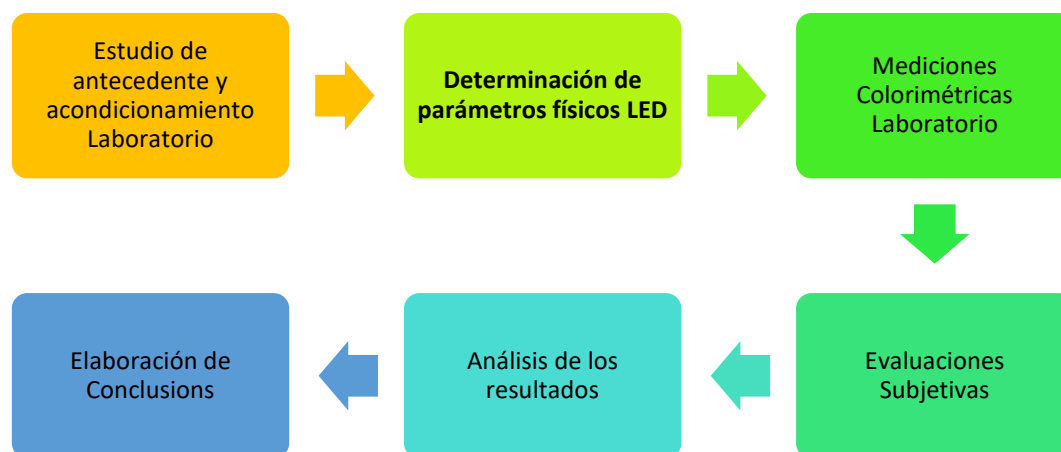 Estudio de
antecedente y
acondicionamiento
Laboratorio
Determinación de
parámetros físicos LED
Mediciones
Colorimétricas
Laboratorio
Evaluaciones
Subjetivas
Análisis de los
resultados
Elaboración de
Conclusions